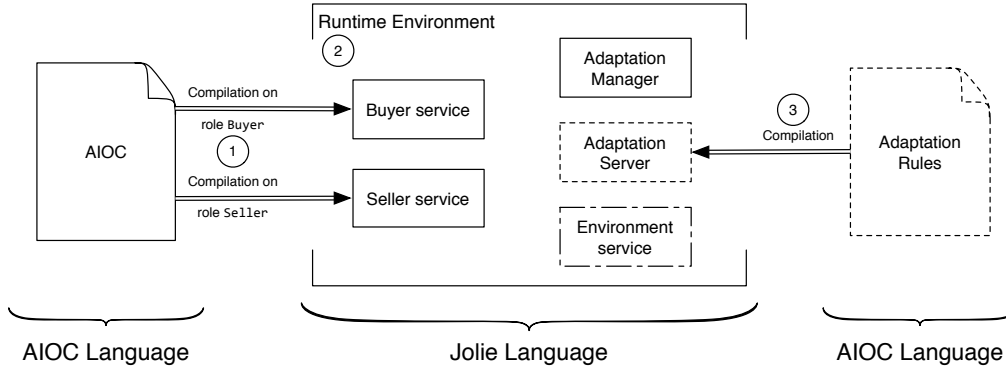 Runtime Environment
2
AIOC
Compilation on
role Buyer
1
Compilation on
role Seller
Buyer service
Seller service
Adaptation
Manager
Adaptation
Server
Environment
service
3
Compilation
Adaptation
Rules
AIOC Language
Jolie Language
AIOC Language